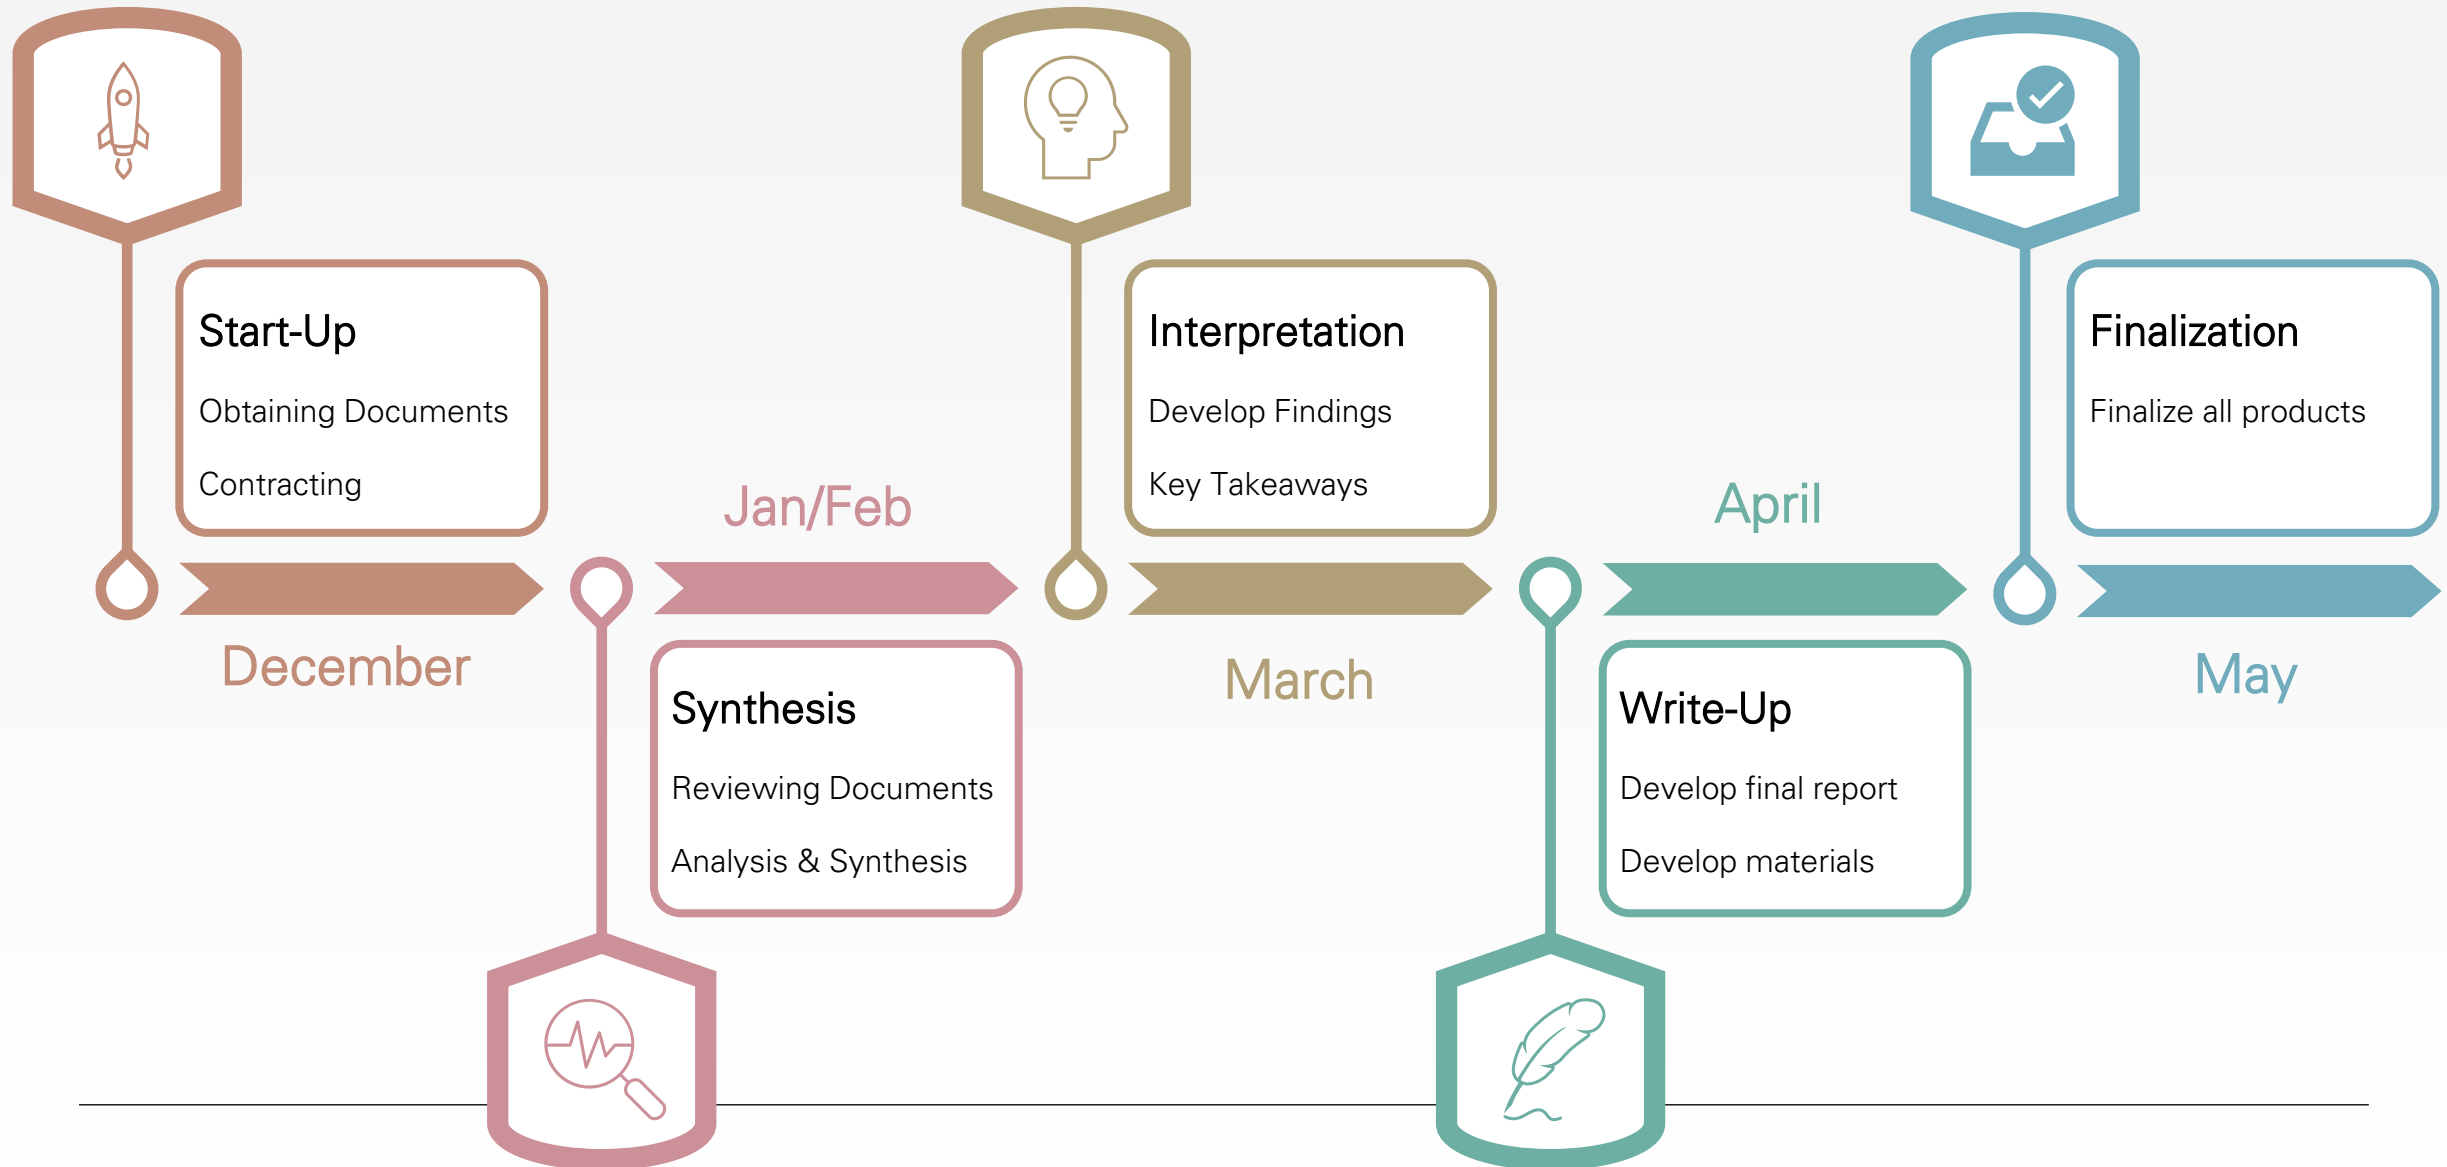 Start-Up
Obtaining Documents
Contracting
December
Jan/Feb
Synthesis
Reviewing Documents
Analysis & Synthesis
Interpretation
Develop Findings
Key Takeaways
March
April
Write-Up
Develop final report
Develop materials
Finalization
Finalize all products
May